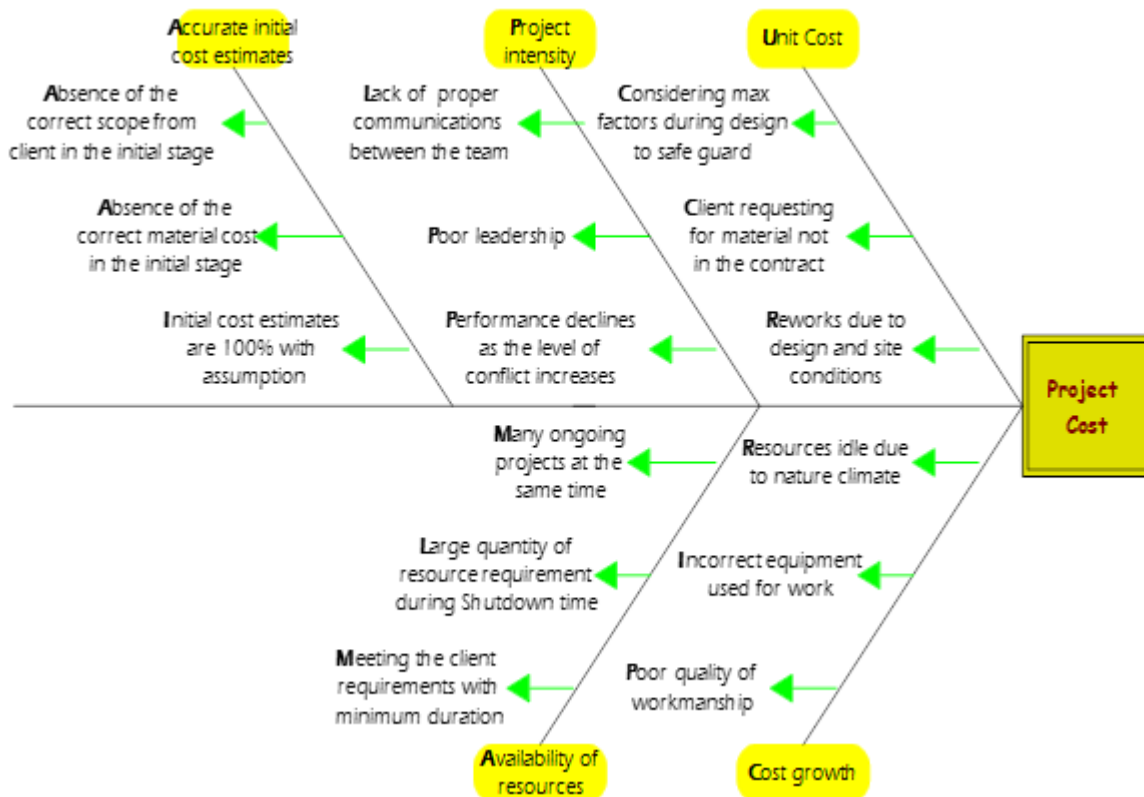 Accurate initial
cost estimates
Project
intensity
Unit Cost
Absence of the
correct scope from
client in the initial stage
Lack of proper
communications
between the team
Considering max
factors during design
to safe guard
Absence of the
correct material cost
in the initial stage
Poor leadership
Client requesting
for material not
in the contract
Initial cost estimates
are 100% with
assumption
Performance declines
as the level of
conflict increases
Reworks due to
design and site
conditions
Project
Cost
Many ongoing
projects at the
same time
Resources idle due
to nature climate
Large quantity of
resource requirement
during Shutdown time
Incorrect equipment
used for work
Meeting the client
requirements with
minimum duration
Poor quality of
workmanship
Availability of
resources
Cost growth